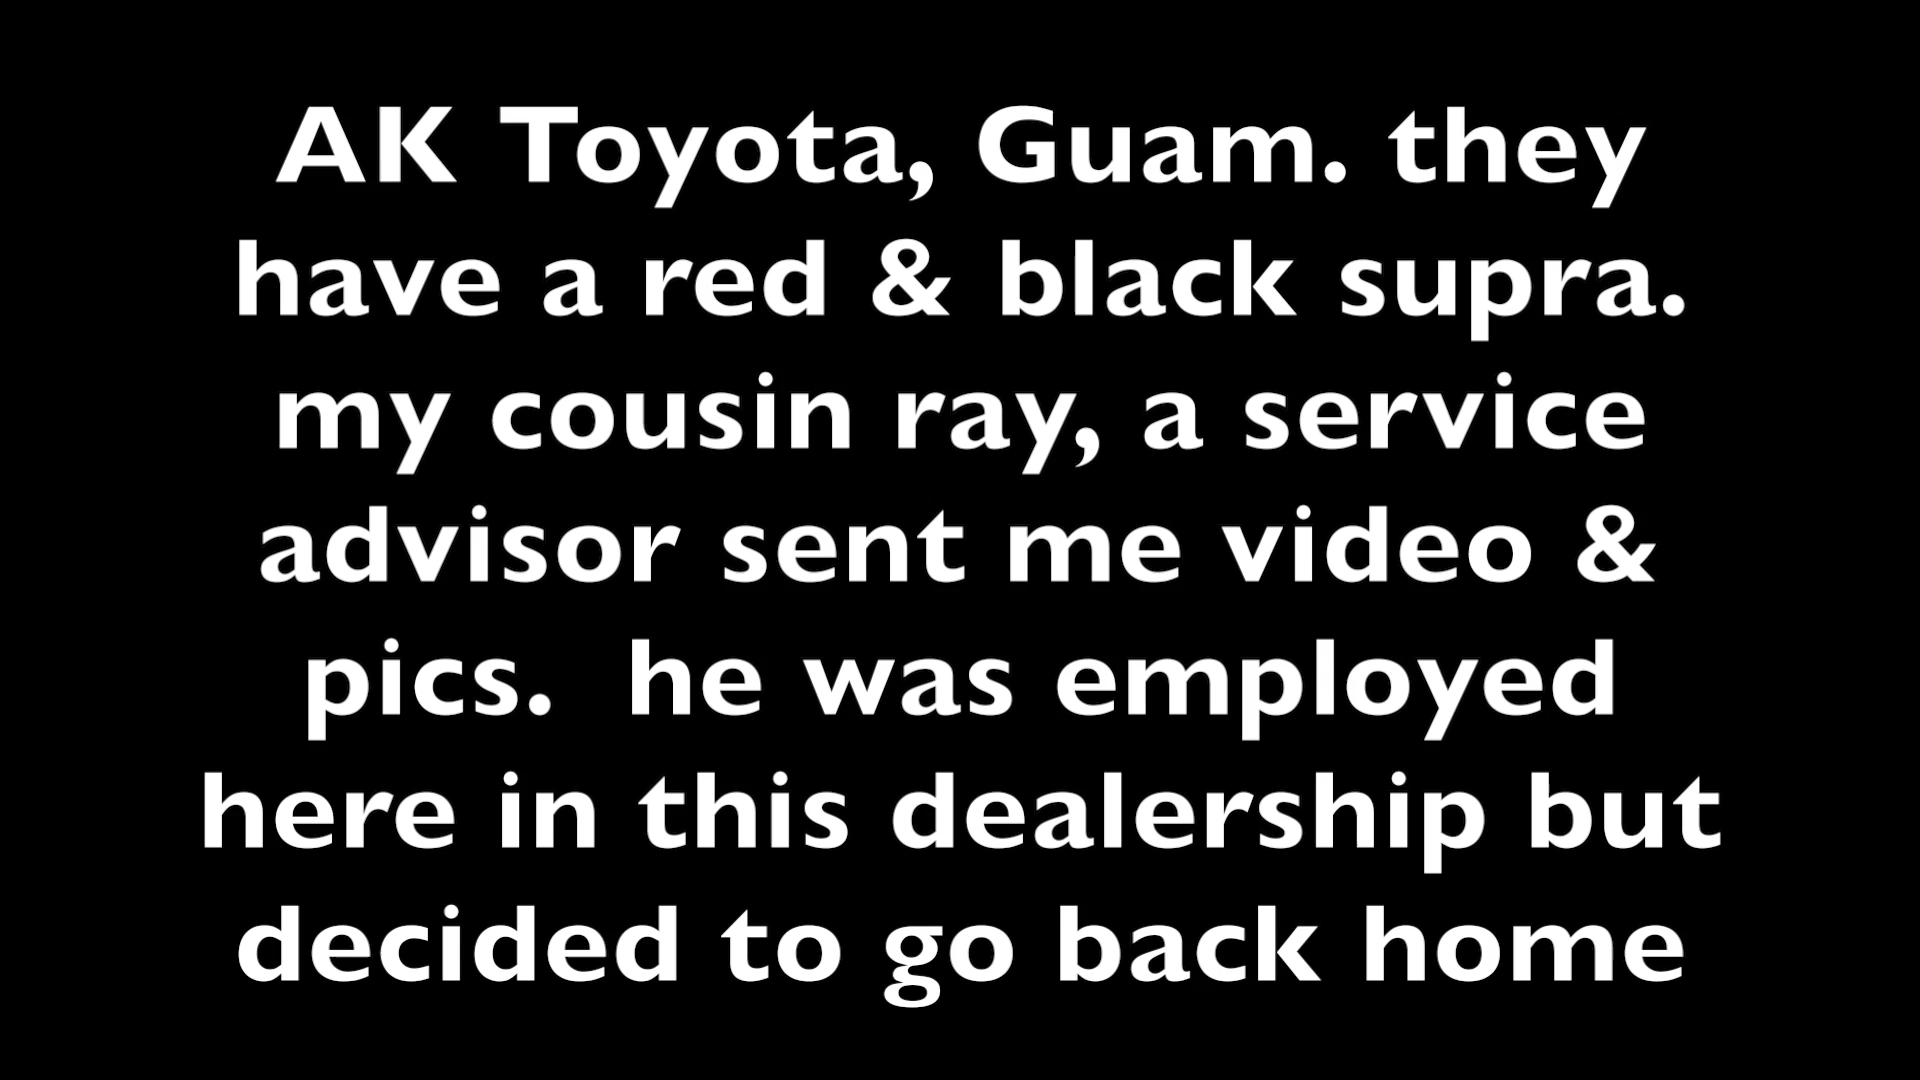 AK Toyota, Guam. they
have a red & black supra.
my cousin ray, a service
advisor sent me video &
pics.  he was employed
here in this dealership but
decided to go back home